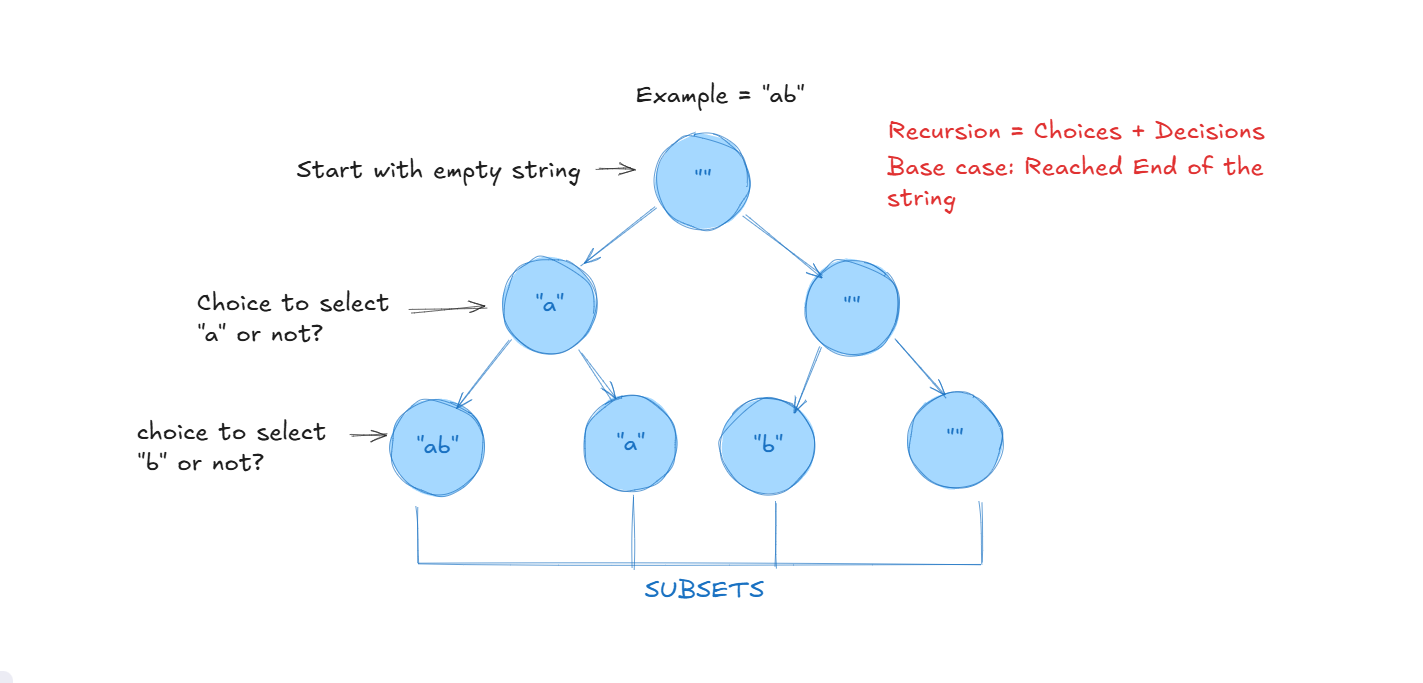 Example = "ab"
Recursion = Choices + Decisions
Base case: Reached End of the
string
Start with empty string
""
Choice to select
"a" or not?
"a"
""
choice to select
"b" or not?
"ab"
"a"
"b"
""
SUBSETS